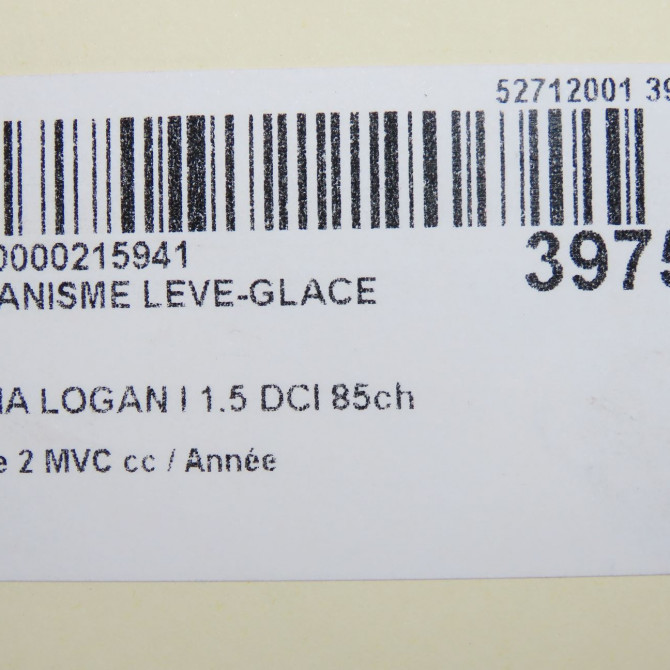 52712001 39
0000215941
3975
ANISME LEVE-GLACE
IA LOGAN I 1.5 DCI 85ch
e 2 MVC cc / Année